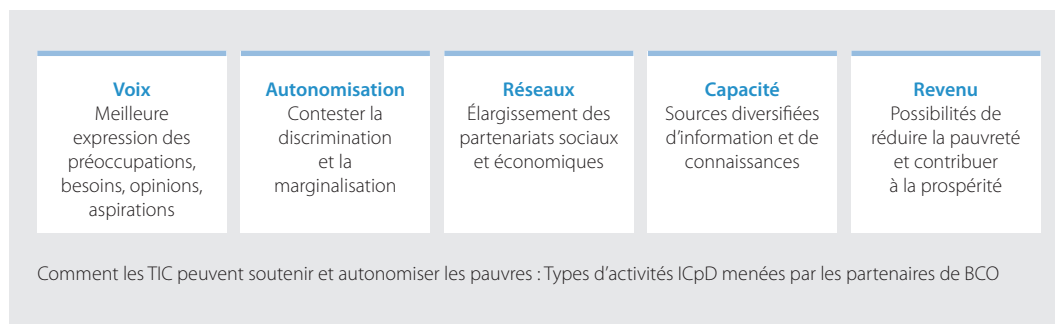 Voix
Meilleure
expression des
préoccupations,
besoins, opinions,
aspirations
Autonomisation
Contester la
discrimination
et la
marginalisation
Réseaux
Élargissement des
partenariats sociaux
et économiques
Capacité
Sources diversifiées
d'information et de
connaissances
Revenu
Possibilités de
réduire la pauvreté
et contribuer
à la prospérité
Comment les TIC peuvent soutenir et autonomiser les pauvres : Types d'activités ICpD menées par les partenaires de BCO